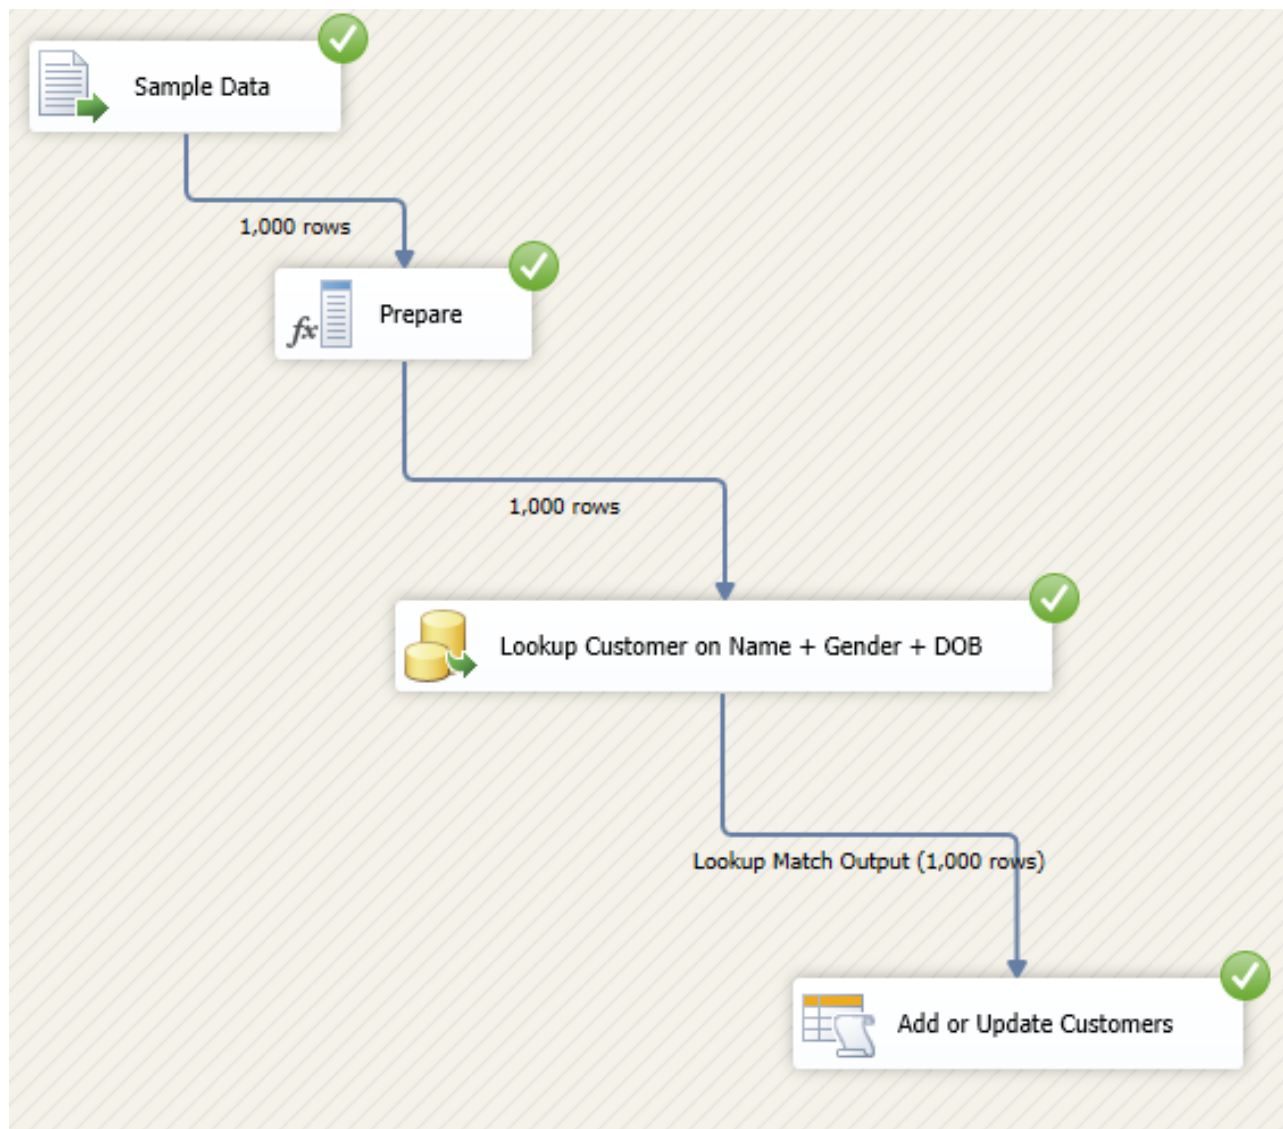 Sample Data
1,000 rows
fx
Prepare
1,000 rows
Lookup Customer on Name + Gender + DOB
Lookup Match Output (1,000 rows)
Add or Update Customers